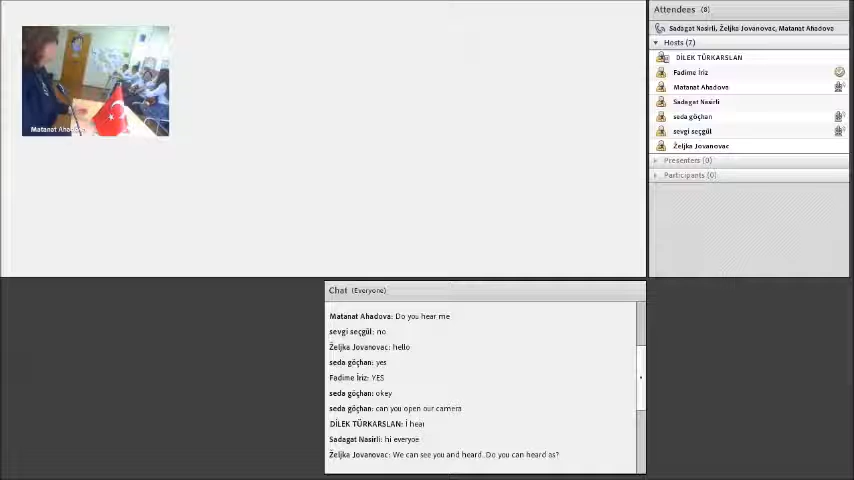 Matanat Ahadova
Attendees (8)
Sadagat Nasirli, Željka Jovanovac, Matanat Ahadova
Hosts (7)
DİLEK TÜRKARSLAN
Fadime İriz
Matanat Ahadova
Sadagat Nasirli
seda göçhan
sevgi seçgül
Željka Jovanovac
Presenters (0)
Participants (0)
Chat (Everyone)
Matanat Ahadova: Do you hear me
sevgi seçgül: no
Željka Jovanovac: hello
seda göçhan: yes
Fadime İriz: YES
seda göçhan: okey
seda göçhan: can you open our camera
DİLEK TÜRKARSLAN: İ hear
Sadagat Nasirli: hi everyoe
Željka Jovanovac: We can see you and heard. Do you can heard as?